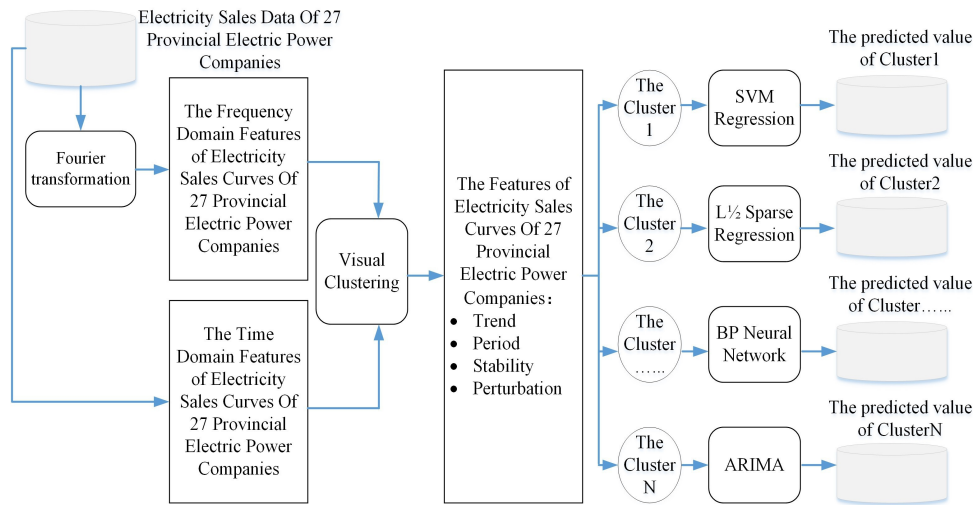 Electricity Sales Data Of 27
Provincial Electric Power
Companies
Fourier
transformation
The Frequency
Domain Features
of Electricity
Sales Curves Of
27 Provincial
Electric Power
Companies
The Time
Domain Features
of Electricity
Sales Curves Of
27 Provincial
Electric Power
Companies
Visual
Clustering
The Features of
Electricity Sales
Curves Of 27
Provincial
Electric Power
Companies：
• Trend
• Period
• Stability
• Perturbation
The
Cluster
1
SVM
Regression
The predicted value
of Cluster1
The
Cluster
2
L½ Sparse
Regression
The predicted value
of Cluster2
The
Cluster
…...
BP Neural
Network
The predicted value
of Cluster…...
The
Cluster
N
ARIMA
The predicted value
of ClusterN